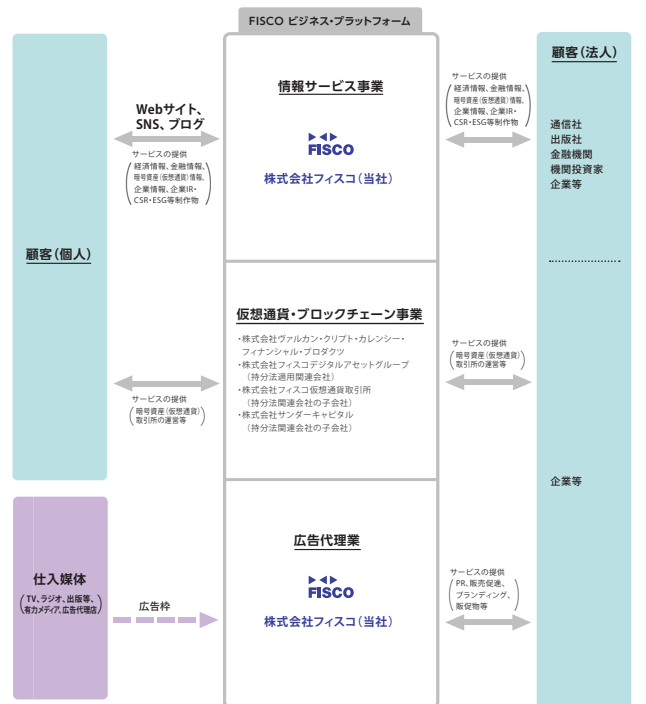 FISCO ビジネス・プラットフォーム
顧客（個人）
Webサイト、
SNS、ブログ
サービスの提供
経済情報、金融情報、
暗号資産（仮想通貨）情報、
企業情報、企業IR・
CSR・ESG等制作物
情報サービス事業
FISCO
株式会社フィスコ（当社）
サービスの提供
経済情報、金融情報、
暗号資産（仮想通貨）情報、
企業情報、企業IR・
CSR・ESG等制作物
顧客（法人）
通信社
出版社
金融機関
機関投資家
企業等
サービスの提供
（暗号資産（仮想通貨）
取引所の運営等）
仮想通貨・ブロックチェーン事業
・株式会社ヴァルカン・クリプト・カレンシー・
フィナンシャル・プロダクツ
・株式会社フィスコデジタルアセットグループ
（持分法適用関連会社）
・株式会社フィスコ仮想通貨取引所
（持分法関連会社の子会社）
・株式会社サンダーキャピタル
（持分法関連会社の子会社）
サービスの提供
（暗号資産（仮想通貨）
取引所の運営等）
企業等
仕入媒体
（TV、ラジオ、出版等、
有力メディア、広告代理店）
広告枠
広告代理業
FISCO
株式会社フィスコ（当社）
サービスの提供
PR、販売促進、
ブランディング、
販促物等